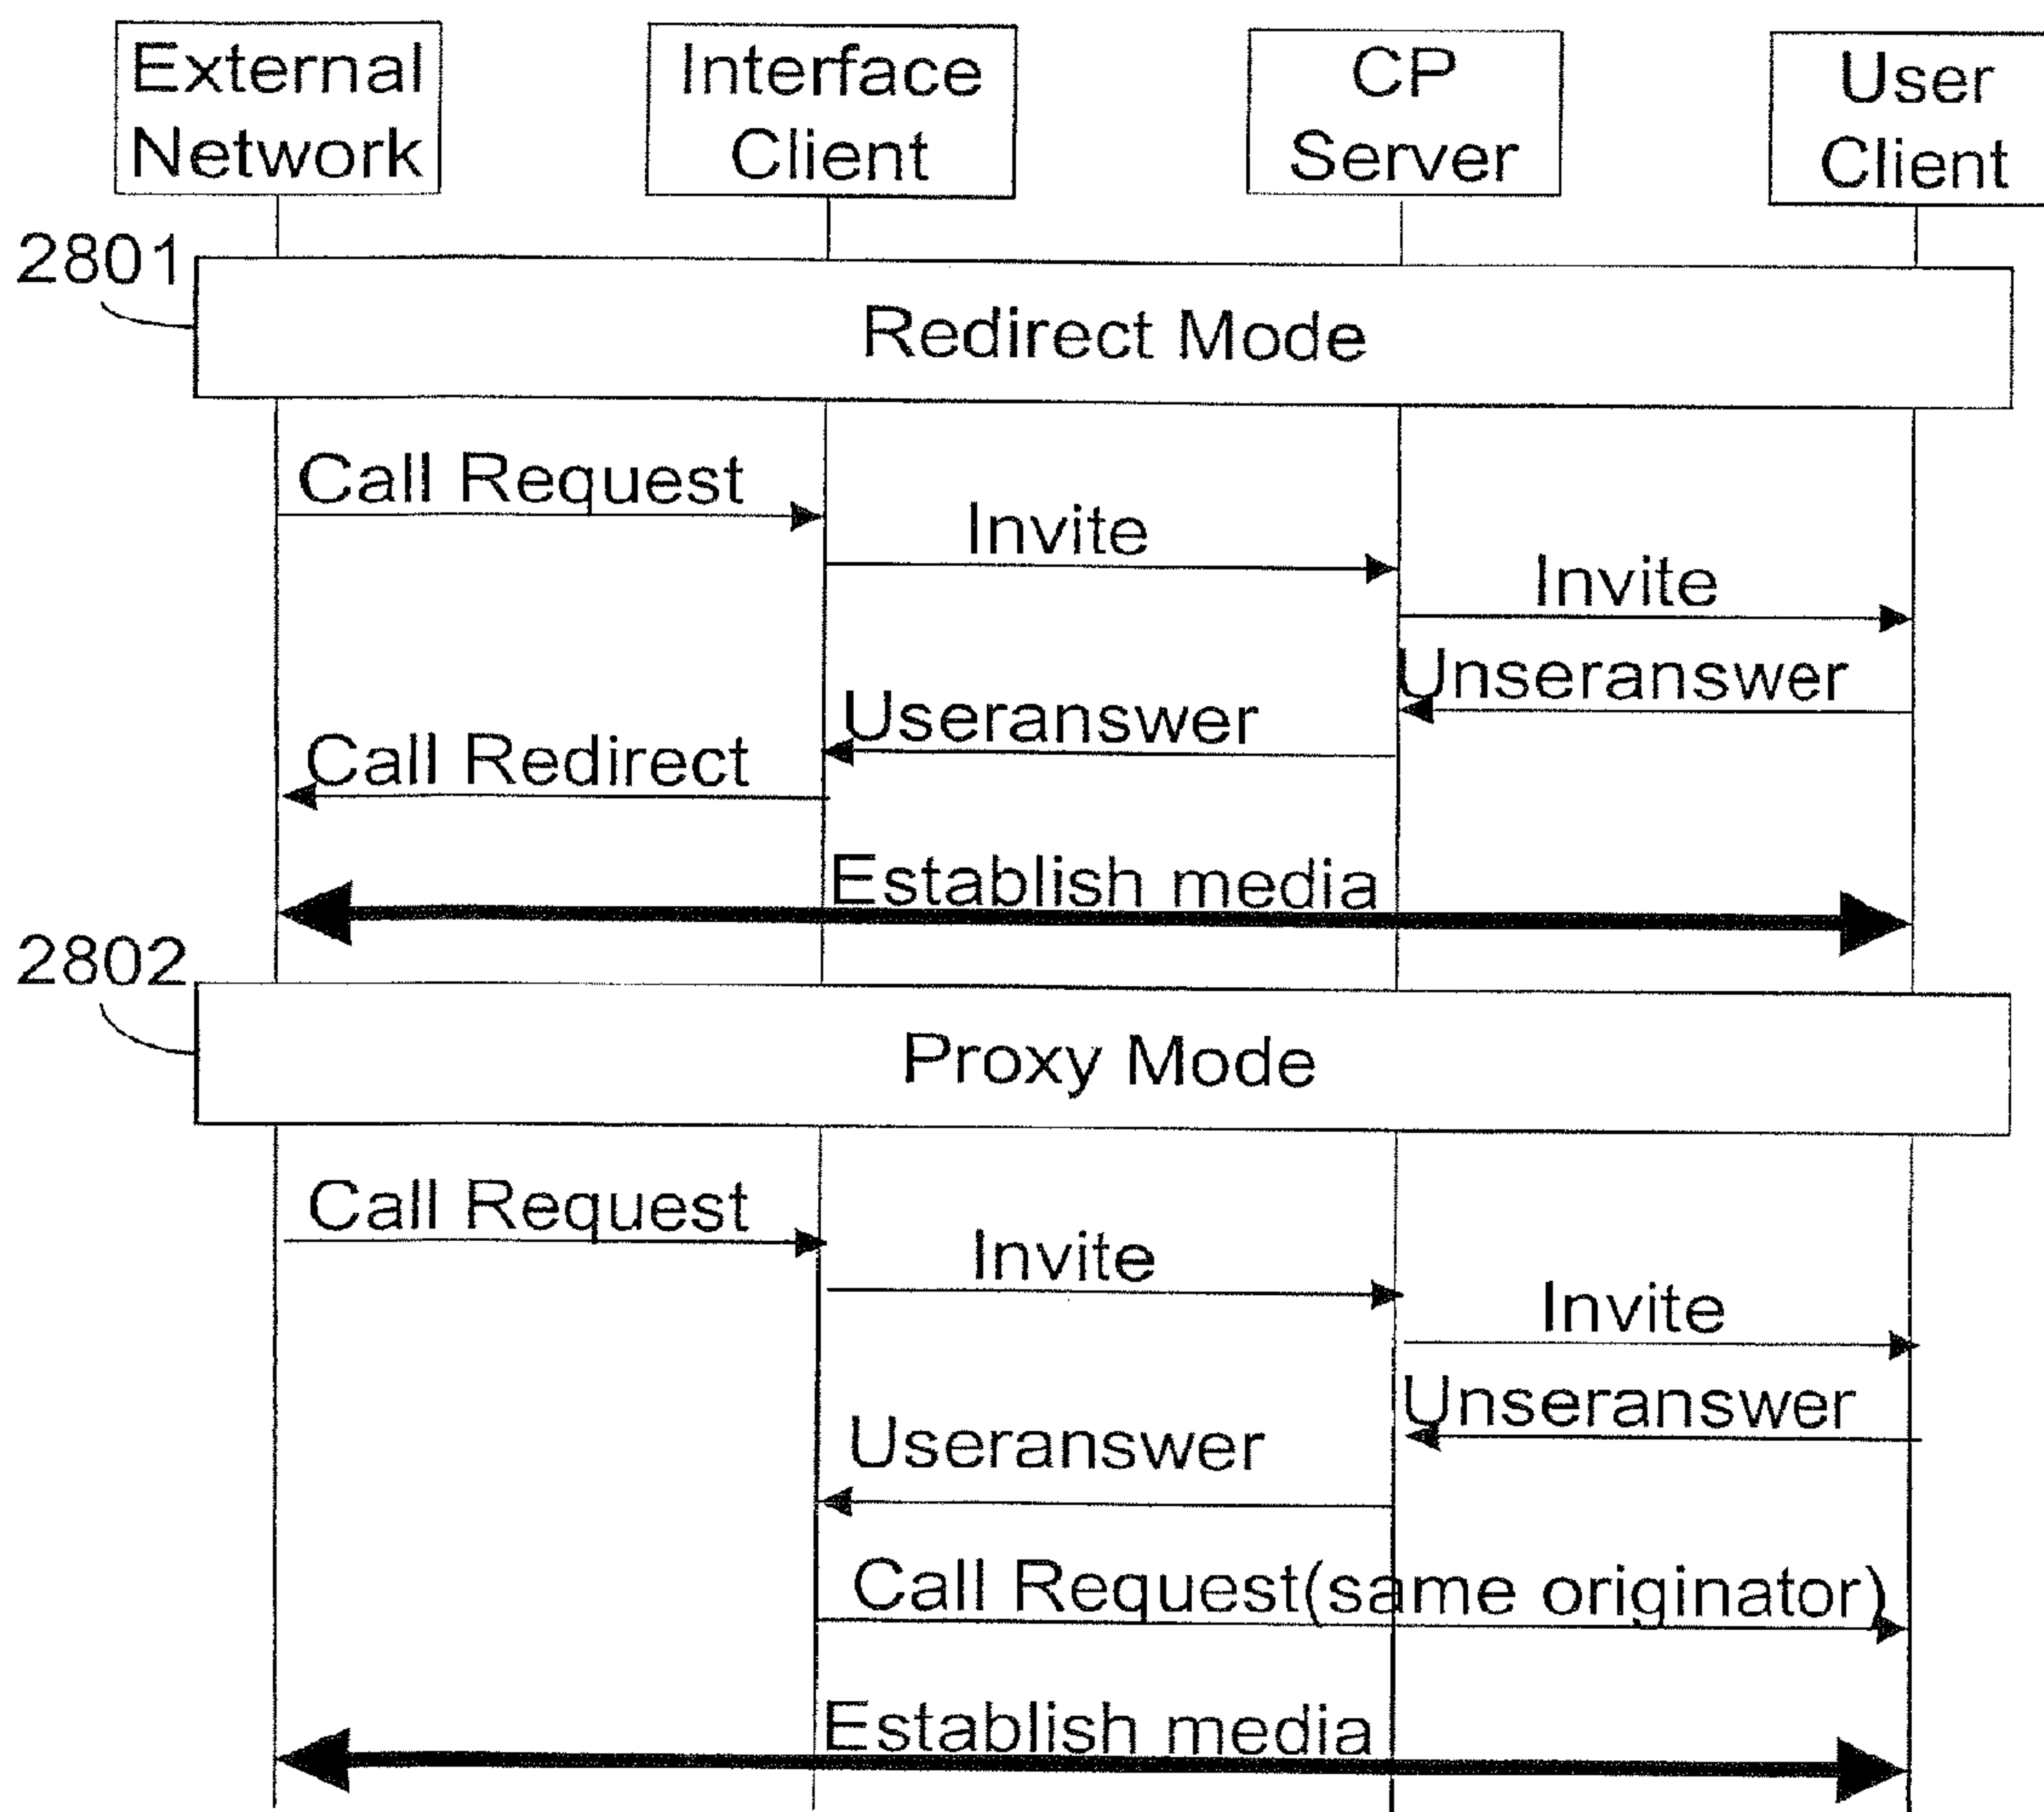 External
Network
Interface
Client
CP
Server
User
Client
2801
Redirect Mode
Call Request
Invite
Invite
Unseranswer
Useranswer
Call Redirect
Establish media
2802
Proxy Mode
Call Request
Invite
Invite
Unseranswer
Useranswer
Call Request(same originator)
Establish media